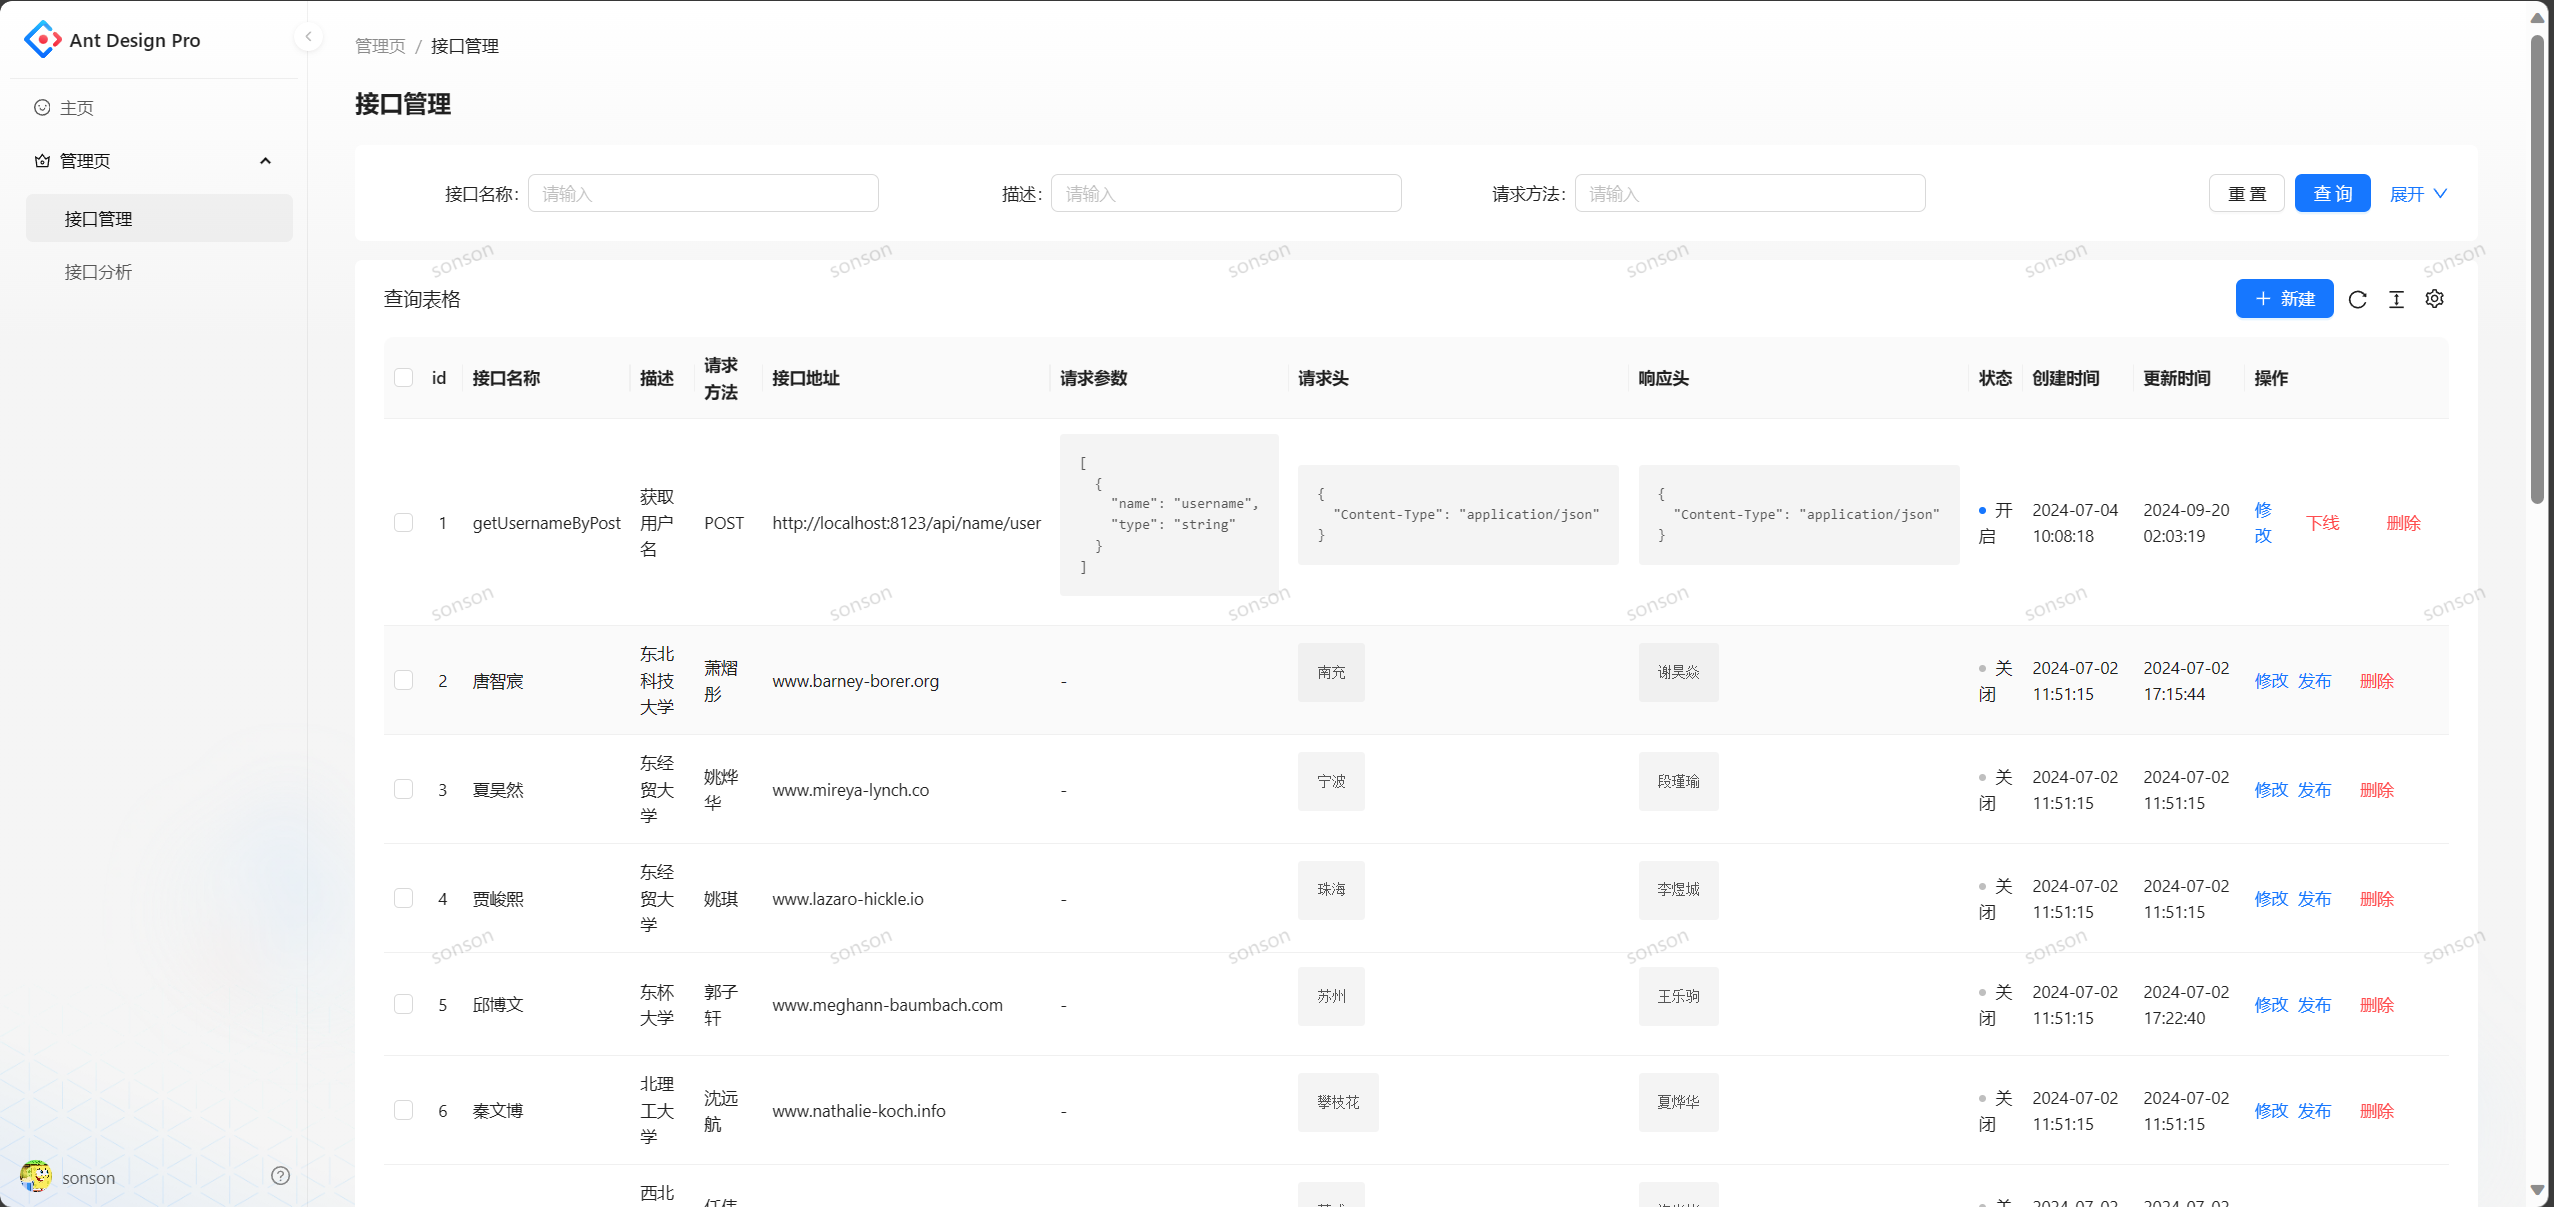 Ant Design Pro
主页
管理页
接口管理
接口分析
sonson
管理页 / 接口管理
接口管理
接口名称: 请输入 描述: 请输入 请求方法: 请输入 重 置 查 询 展开
查询表格 新建
id 接口名称 描述 请求方法 接口地址 请求参数 请求头 响应头 状态 创建时间 更新时间 操作
1 getUsernameByPost 获取用户名 POST http://localhost:8123/api/name/user
[
{
"name": "username",
"type": "string"
}
]
{
"Content-Type": "application/json"
}
{
"Content-Type": "application/json"
}
开启 2024-07-04 10:08:18 2024-09-20 02:03:19 修改 下线 删除
2 唐智宸 东北科技大学 萧熠彤 www.barney-borer.org - 南充 谢昊焱 关闭 2024-07-02 11:51:15 2024-07-02 17:15:44 修改 发布 删除
3 夏昊然 东经贸大学 姚烨华 www.mireya-lynch.co - 宁波 段瑾瑜 关闭 2024-07-02 11:51:15 2024-07-02 11:51:15 修改 发布 删除
4 贾峻熙 东经贸大学 姚琪 www.lazaro-hickle.io - 珠海 李煜城 关闭 2024-07-02 11:51:15 2024-07-02 11:51:15 修改 发布 删除
5 邱博文 东杯大学 郭子轩 www.meghann-baumbach.com - 苏州 王乐驹 关闭 2024-07-02 11:51:15 2024-07-02 17:22:40 修改 发布 删除
6 秦文博 北理工大学 沈远航 www.nathalie-koch.info - 攀枝花 夏烨华 关闭 2024-07-02 11:51:15 2024-07-02 11:51:15 修改 发布 删除
西北
sonson sonson sonson sonson sonson sonson
sonson sonson sonson sonson sonson sonson
sonson sonson sonson sonson sonson sonson